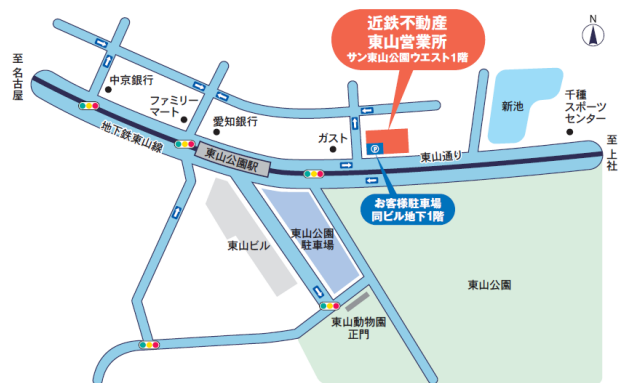 近鉄不動産
東山営業所
サン東山公園ウエスト1階
N
至 名古屋
中京銀行
ファミリー
マート
愛知銀行
ガスト
新池
千種
スポーツ
センター
地下鉄東山線
東山公園駅
P
東山通り
至 上社
お客様駐車場
同ビル地下1階
東山ビル
東山公園
駐車場
東山公園
東山動物園
正門